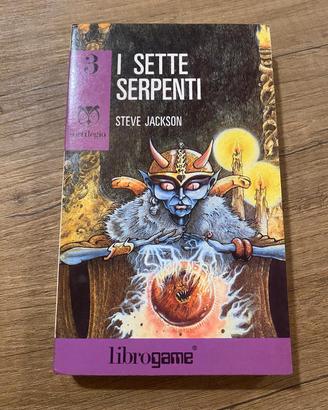 3
I SETTE
SERPENTI
STEVE JACKSON
sortilegio
librogame®